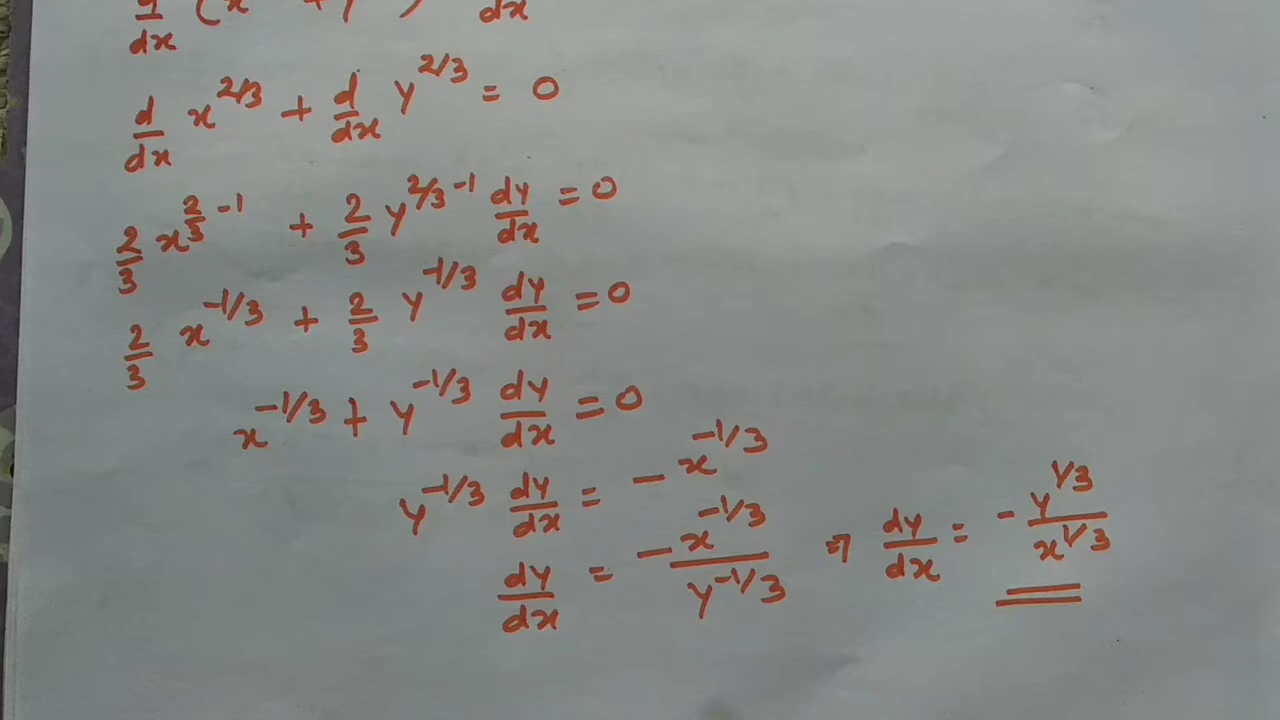 d/dx (x + y ) d/dx
d/dx x^2/3 + d/dx y^2/3 = 0
2/3 x^2/3 -1 + 2/3 y^2/3 -1 dy/dx = 0
2/3 x^-1/3 + 2/3 y^-1/3 dy/dx = 0
x^-1/3 + y^-1/3 dy/dx = 0
y^-1/3 dy/dx = - x^-1/3
dy/dx = - x^-1/3 / y^-1/3 ⇒ dy/dx = - y^1/3 / x^1/3